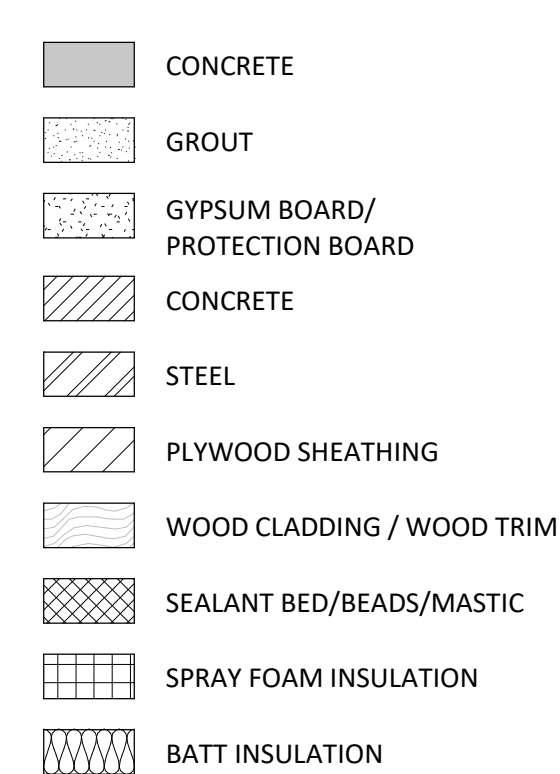 CONCRETE
GROUT
GYPSUM BOARD/
PROTECTION BOARD
CONCRETE
STEEL
PLYWOOD SHEATHING
WOOD CLADDING / WOOD TRIM
SEALANT BED/BEADS/MASTIC
SPRAY FOAM INSULATION
BATT INSULATION